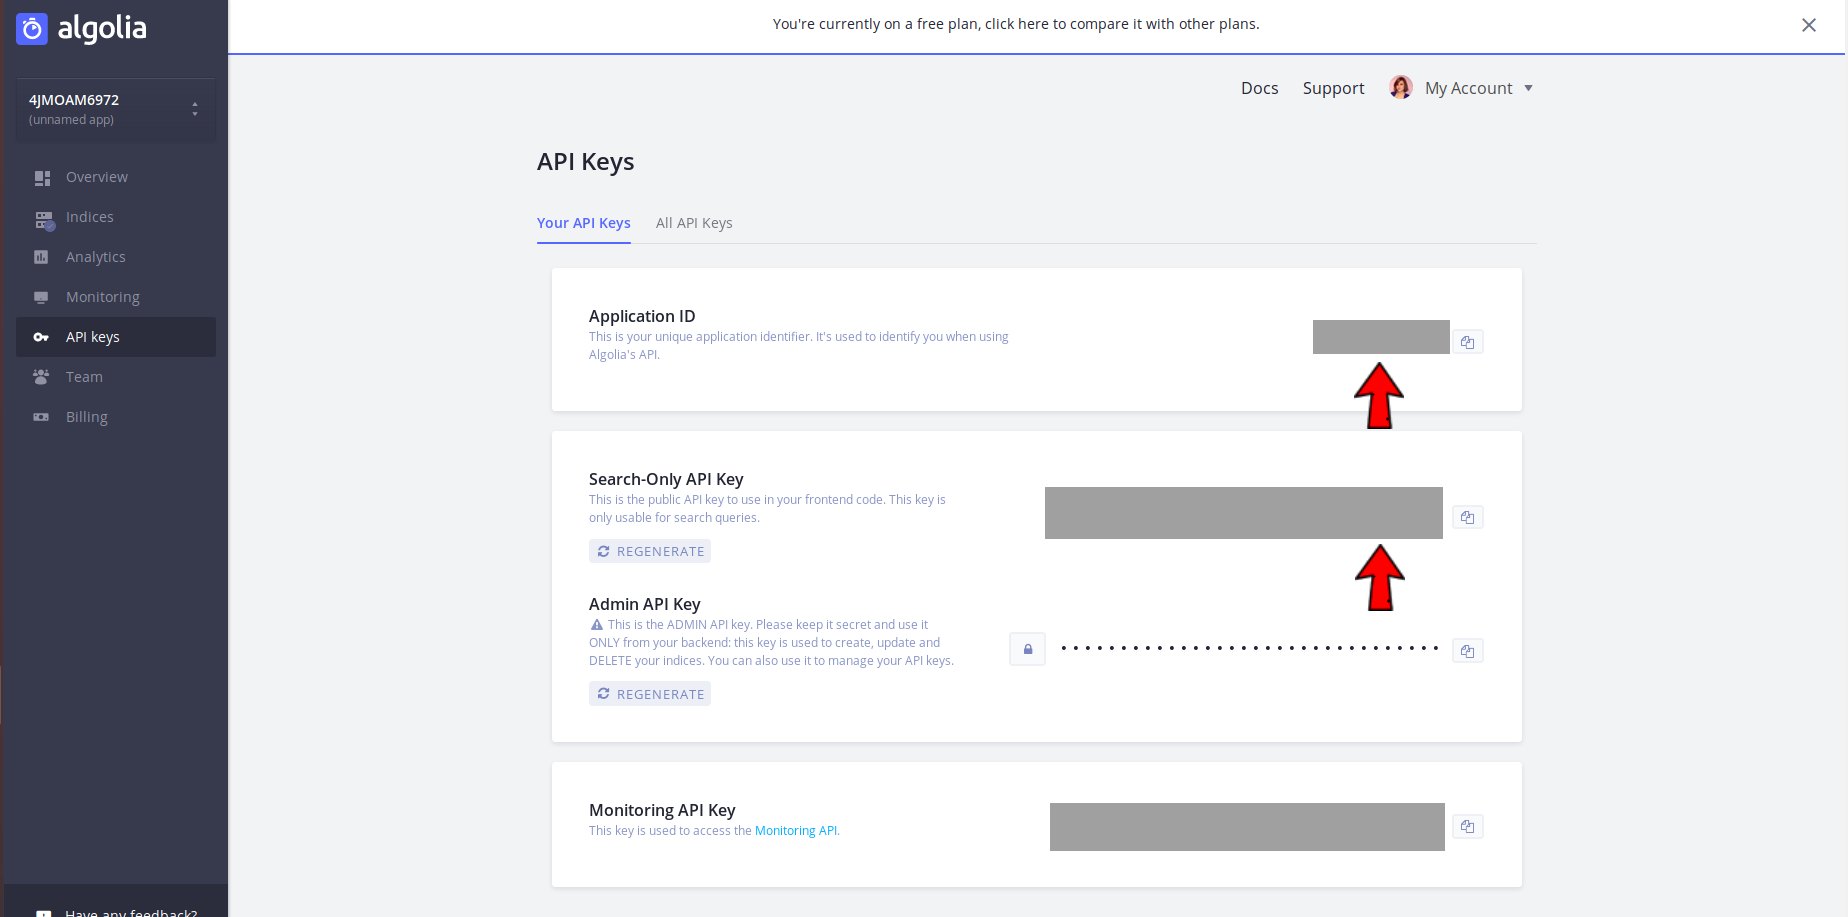 algolia
You're currently on a free plan, click here to compare it with other plans.
Docs
Support
My Account
4JMOAM6972
(unnamed app)
Overview
Indices
Analytics
Monitoring
API keys
Team
Billing
Have any feedback?
API Keys
Your API Keys
All API Keys
Application ID
This is your unique application identifier. It's used to identify you when using
Algolia's API.
Search-Only API Key
This is the public API key to use in your frontend code. This key is
only usable for search queries.
REGENERATE
Admin API Key
This is the ADMIN API key. Please keep it secret and use it
ONLY from your backend: this key is used to create, update and
DELETE your indices. You can also use it to manage your API keys.
REGENERATE
Monitoring API Key
This key is used to access the Monitoring API.